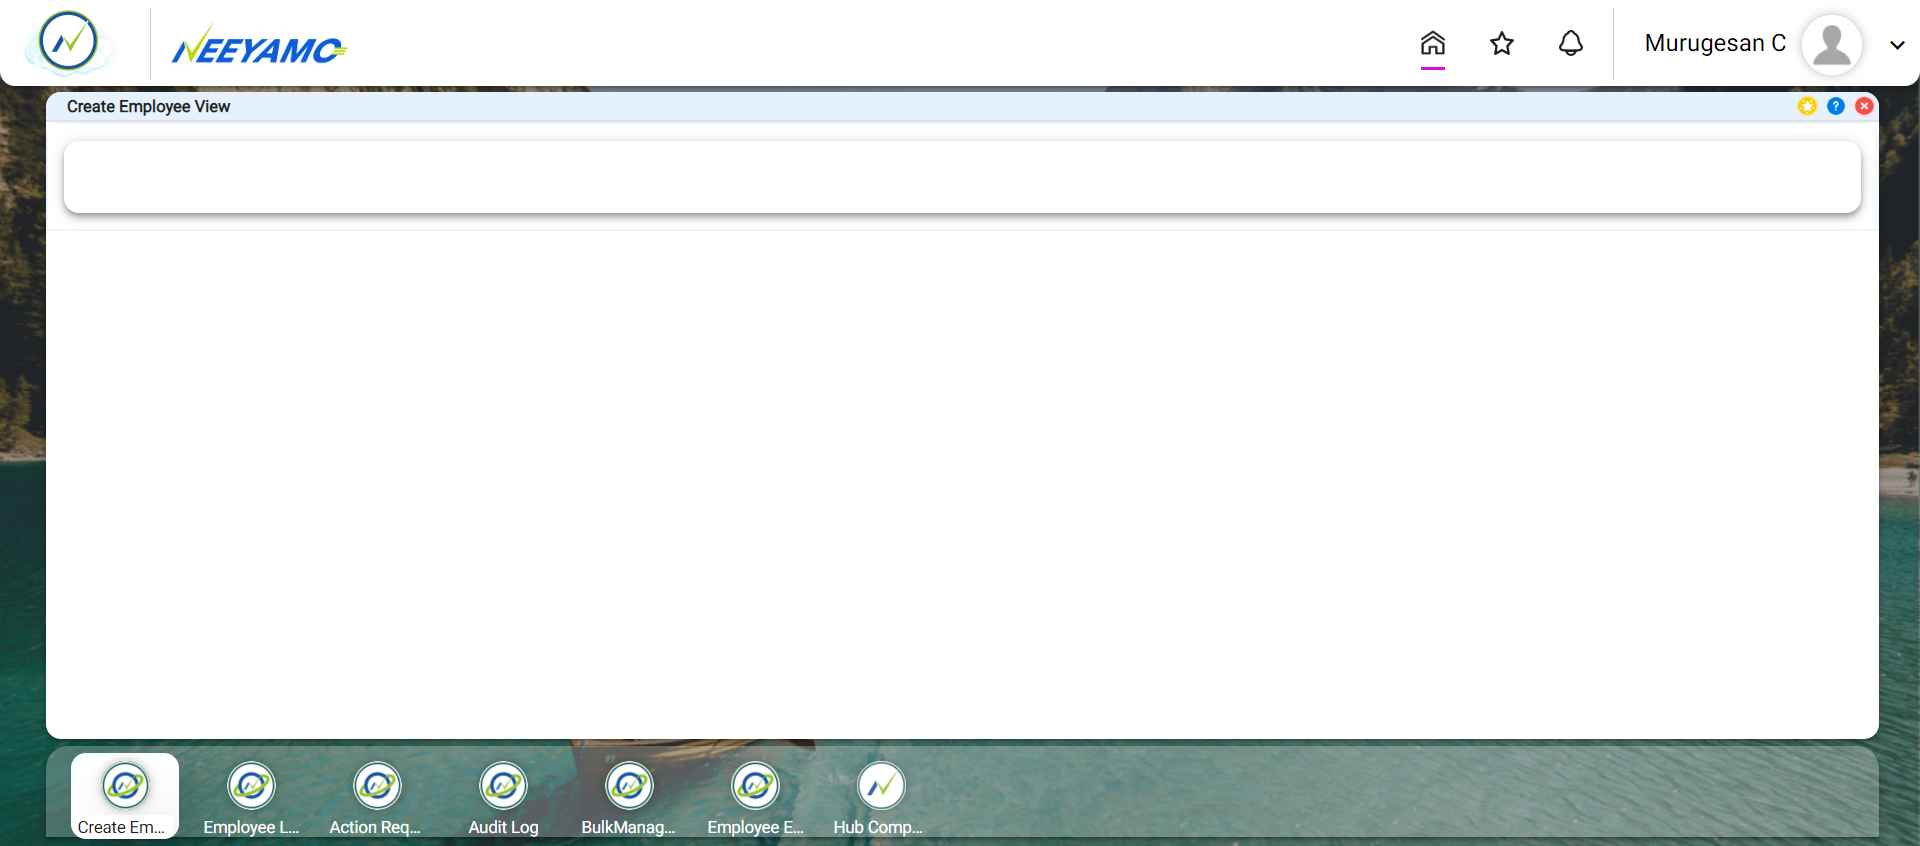 NEEYAMO
Murugesan C
Create Employee View
?
Create Em...
Employee L...
Action Req...
Audit Log
BulkManag...
Employee E...
Hub Comp...